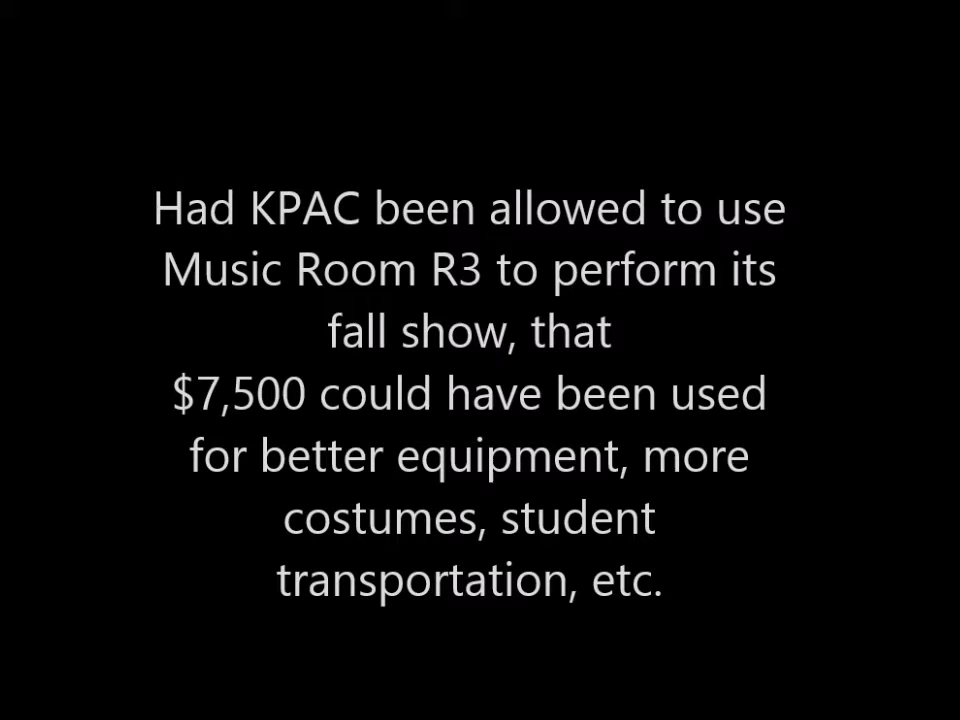 Had KPAC been allowed to use
Music Room R3 to perform its
fall show, that
$7,500 could have been used
for better equipment, more
costumes, student
transportation, etc.